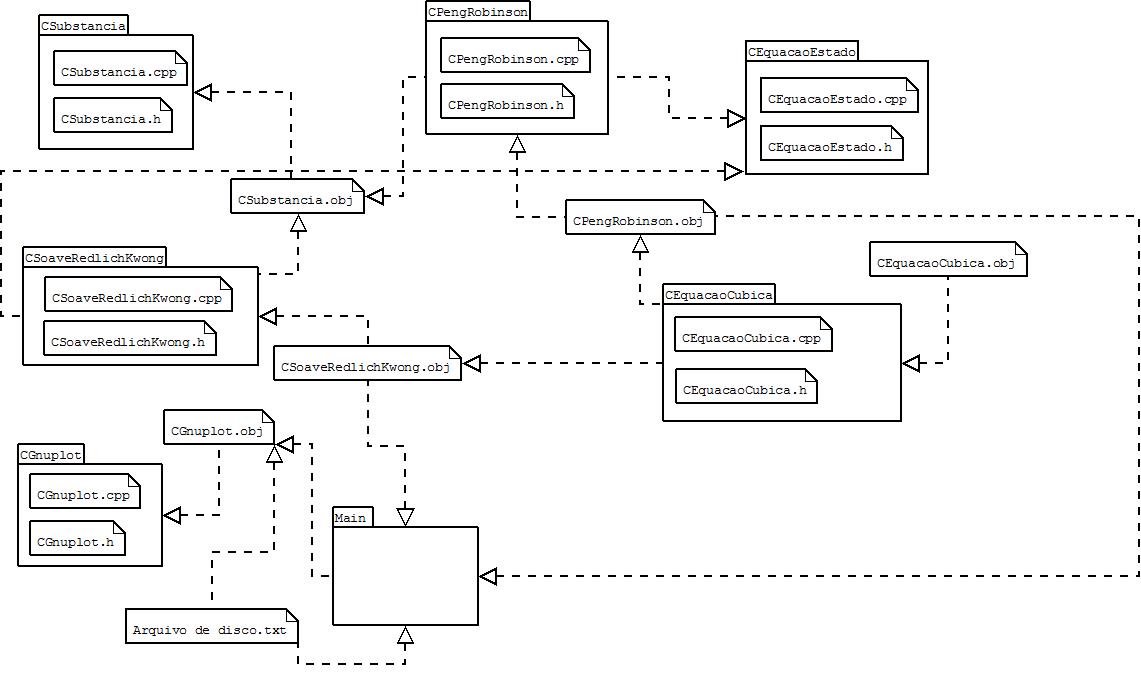 CSubstancia
CSubstancia.cpp
CSubstancia.h
CPengRobinson
CPengRobinson.cpp
CPengRobinson.h
CEquacaoEstado
CEquacaoEstado.cpp
CEquacaoEstado.h
CSubstancia.obj
CPengRobinson.obj
CSoaveRedlichKwong
CSoaveRedlichKwong.cpp
CSoaveRedlichKwong.h
CEquacaoCubica.obj
CEquacaoCubica
CEquacaoCubica.cpp
CEquacaoCubica.h
CSoaveRedlichKwong.obj
CGnuplot.obj
CGnuplot
CGnuplot.cpp
CGnuplot.h
Main
Arquivo de disco.txt